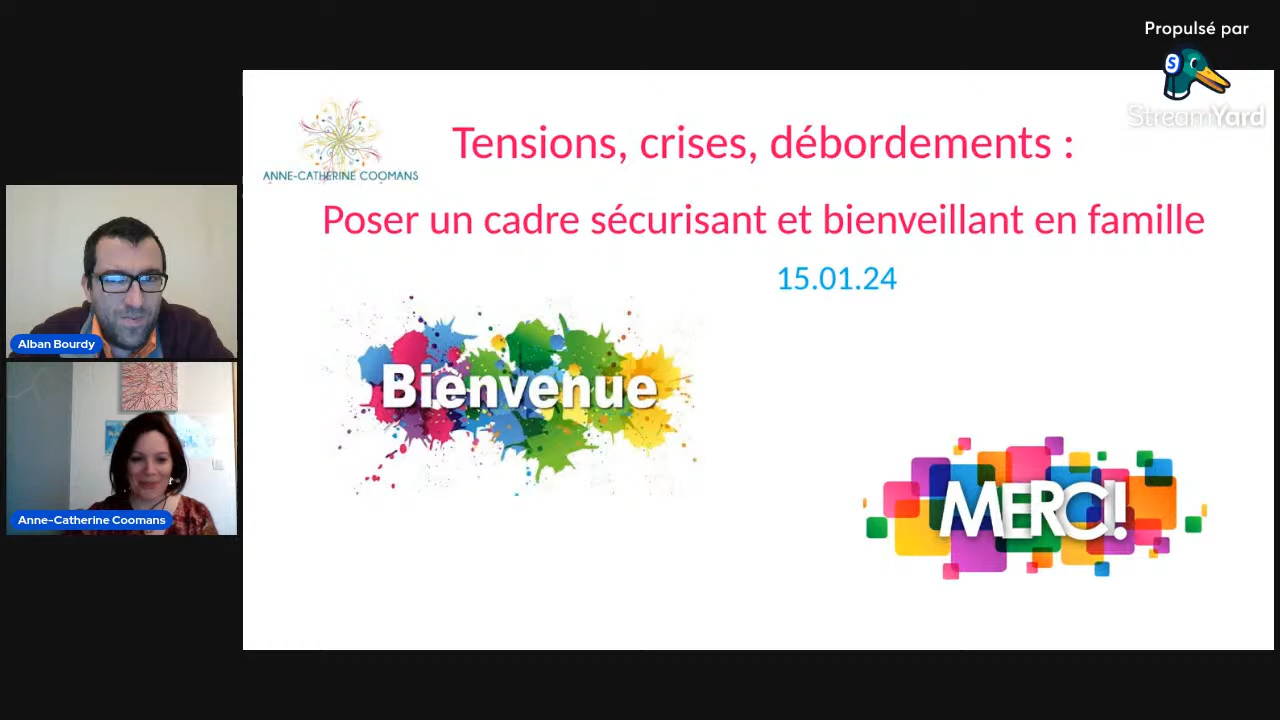 Propulsé par
StreamYard
ANNE-CATHERINE COOMANS
Tensions, crises, débordements :
Poser un cadre sécurisant et bienveillant en famille
15.01.24
Bienvenue
MERCI!
Alban Bourdy
Anne-Catherine Coomans